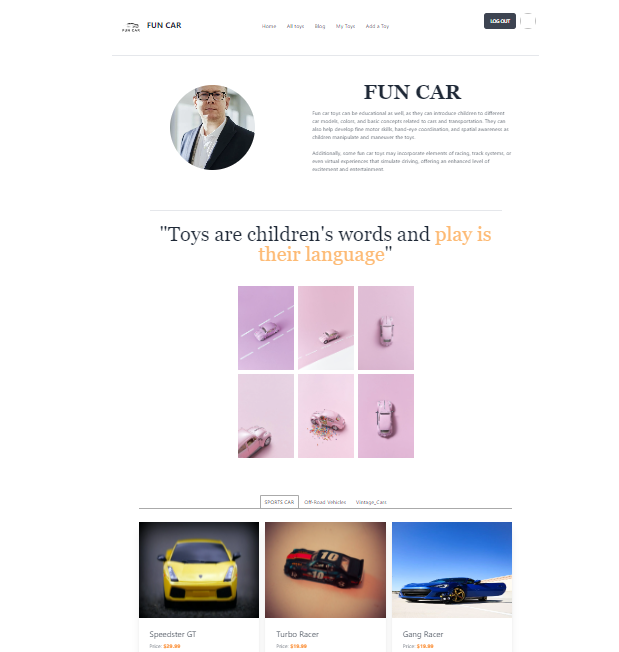 FUN CAR
FUN CAR
Home All toys Blog My Toys Add a Toy
LOG OUT
FUN CAR
Fun car toys can be educational as well, as they can introduce children to different
car models, colors, and basic concepts related to cars and transportation. They can
also help develop fine motor skills, hand-eye coordination, and spatial awareness as
children manipulate and maneuver the toys.
Additionally, some fun car toys may incorporate elements of racing, track systems, or
even virtual experiences that simulate driving, offering an enhanced level of
excitement and entertainment.
"Toys are children's words and play is
their language"
SPORTS CAR Off-Road Vehicles Vintage_Cars
10
10
Speedster GT
Price: $29.99
Turbo Racer
Price: $19.99
Gang Racer
Price: $19.99